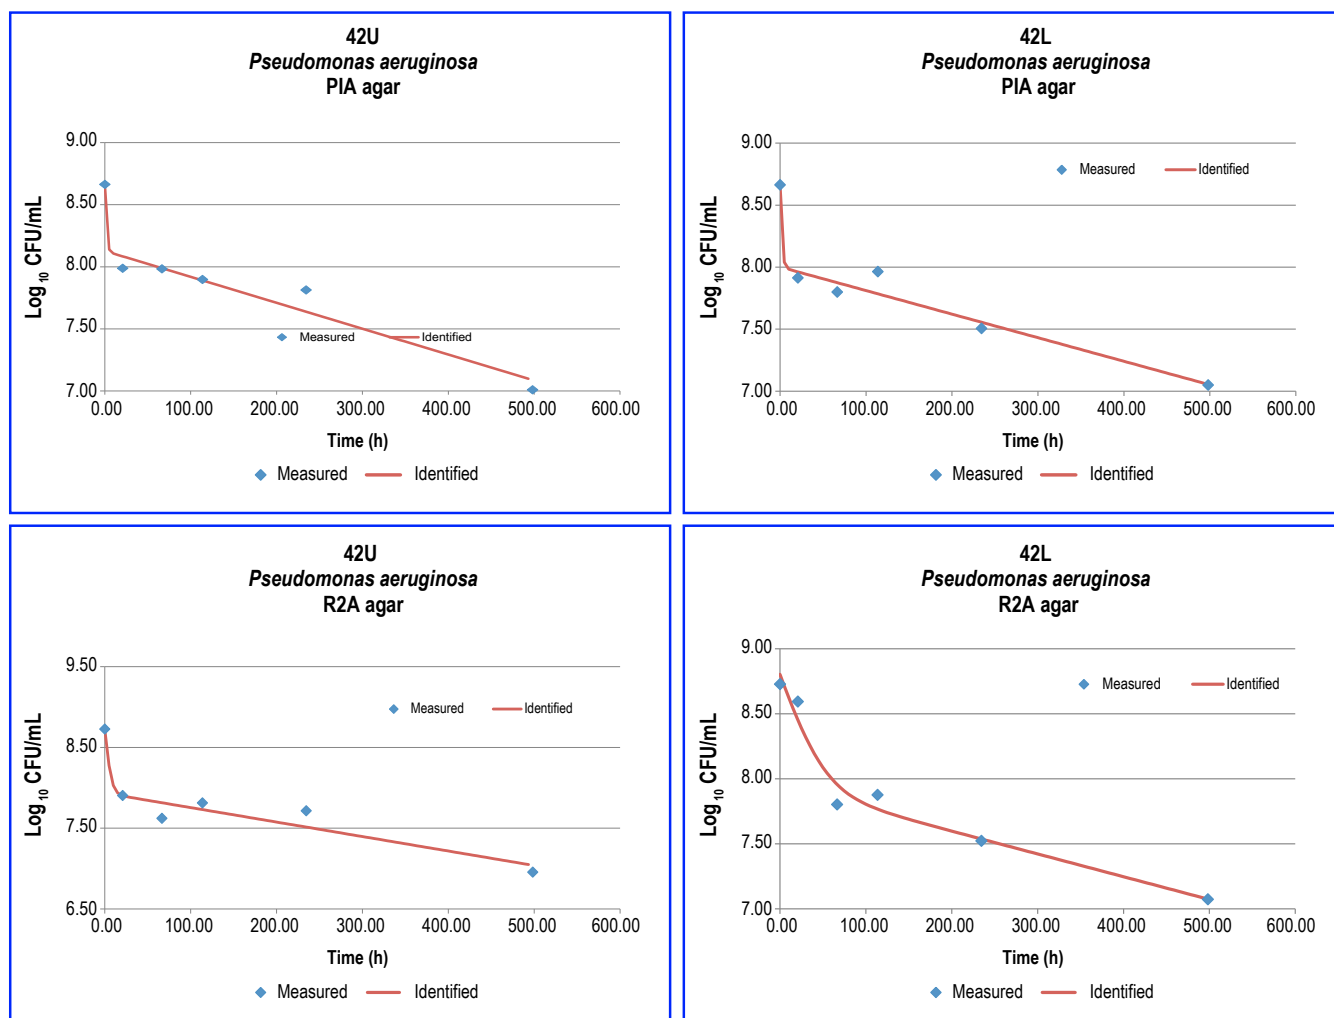 42U
Pseudomonas aeruginosa
PIA agar
9.00
8.50
8.00
7.50
7.00
Log10 CFU/mL
Measured Identified
0.00 100.00 200.00 300.00 400.00 500.00 600.00
Time (h)
Measured Identified
42L
Pseudomonas aeruginosa
PIA agar
9.00
8.50
8.00
7.50
7.00
Log10 CFU/mL
Measured Identified
0.00 100.00 200.00 300.00 400.00 500.00 600.00
Time (h)
Measured Identified
42U
Pseudomonas aeruginosa
R2A agar
9.50
8.50
7.50
6.50
Log10 CFU/mL
Measured Identified
0.00 100.00 200.00 300.00 400.00 500.00 600.00
Time (h)
Measured Identified
42L
Pseudomonas aeruginosa
R2A agar
9.00
8.50
8.00
7.50
7.00
Log10 CFU/mL
Measured Identified
0.00 100.00 200.00 300.00 400.00 500.00 600.00
Time (h)
Measured Identified